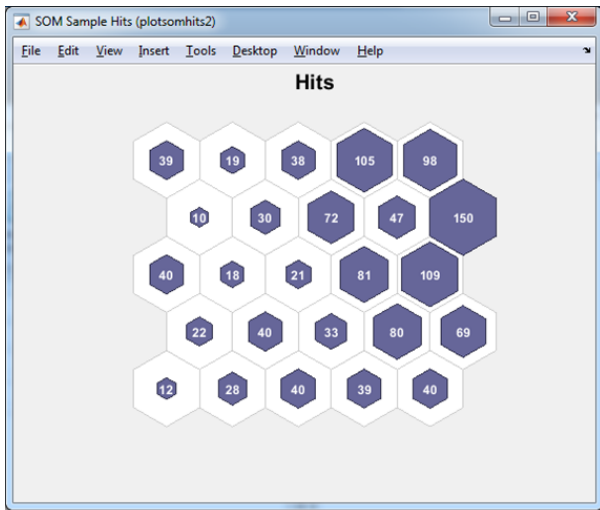 SOM Sample Hits (plotsomhits2)
File Edit View Insert Tools Desktop Window Help
Hits
39 19 38 105 98
10 30 72 47 150
40 18 21 81 109
22 40 33 80 69
12 28 40 39 40